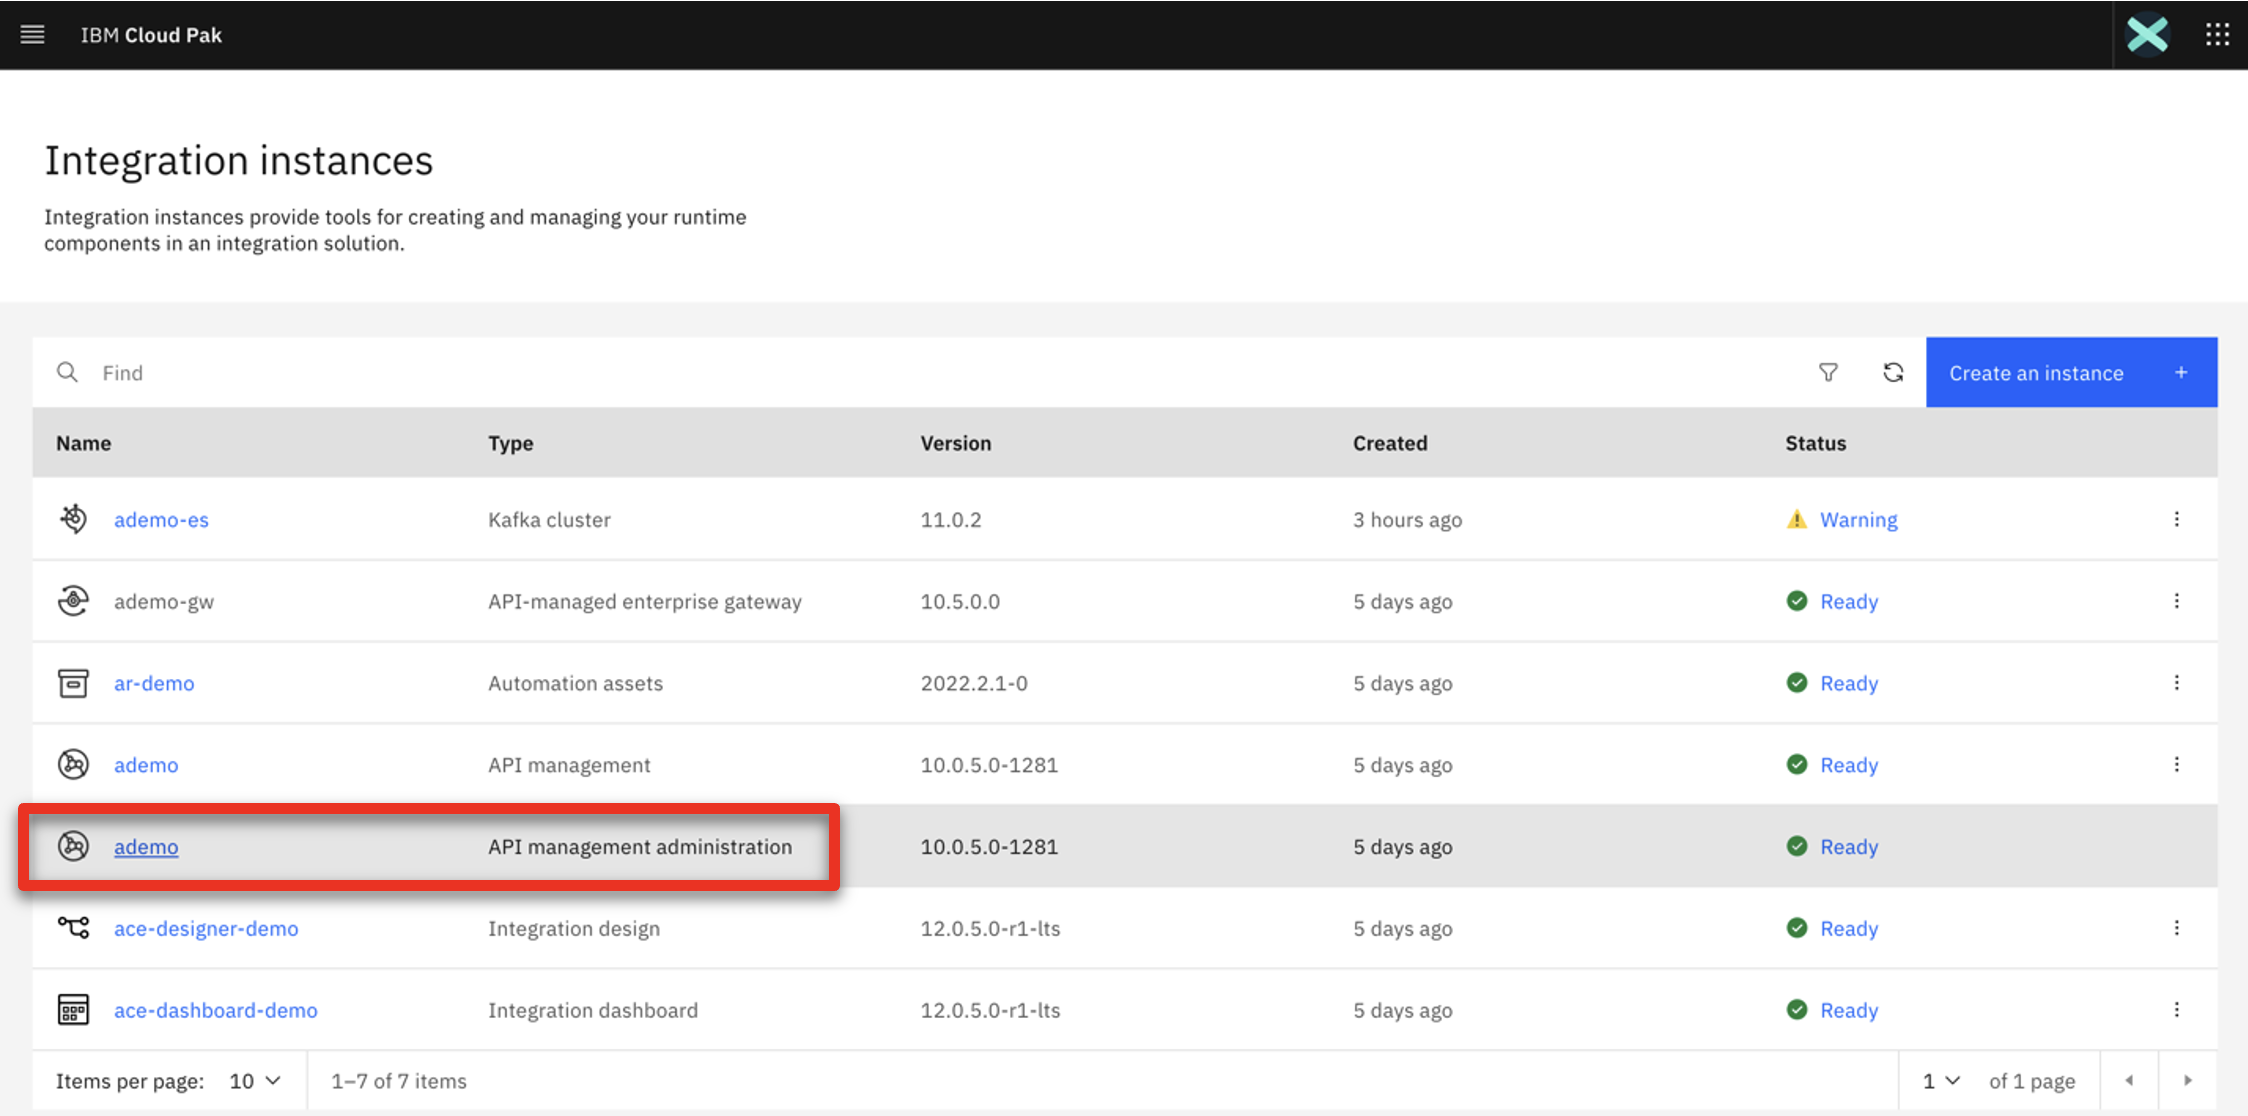 IBM Cloud Pak
Integration instances
Integration instances provide tools for creating and managing your runtime
components in an integration solution.
Find
Create an instance +
Name Type Version Created Status
ademo-es Kafka cluster 11.0.2 3 hours ago Warning
ademo-gw API-managed enterprise gateway 10.5.0.0 5 days ago Ready
ar-demo Automation assets 2022.2.1-0 5 days ago Ready
ademo API management 10.0.5.0-1281 5 days ago Ready
ademo API management administration 10.0.5.0-1281 5 days ago Ready
ace-designer-demo Integration design 12.0.5.0-r1-lts 5 days ago Ready
ace-dashboard-demo Integration dashboard 12.0.5.0-r1-lts 5 days ago Ready
Items per page: 10 1–7 of 7 items 1 of 1 page